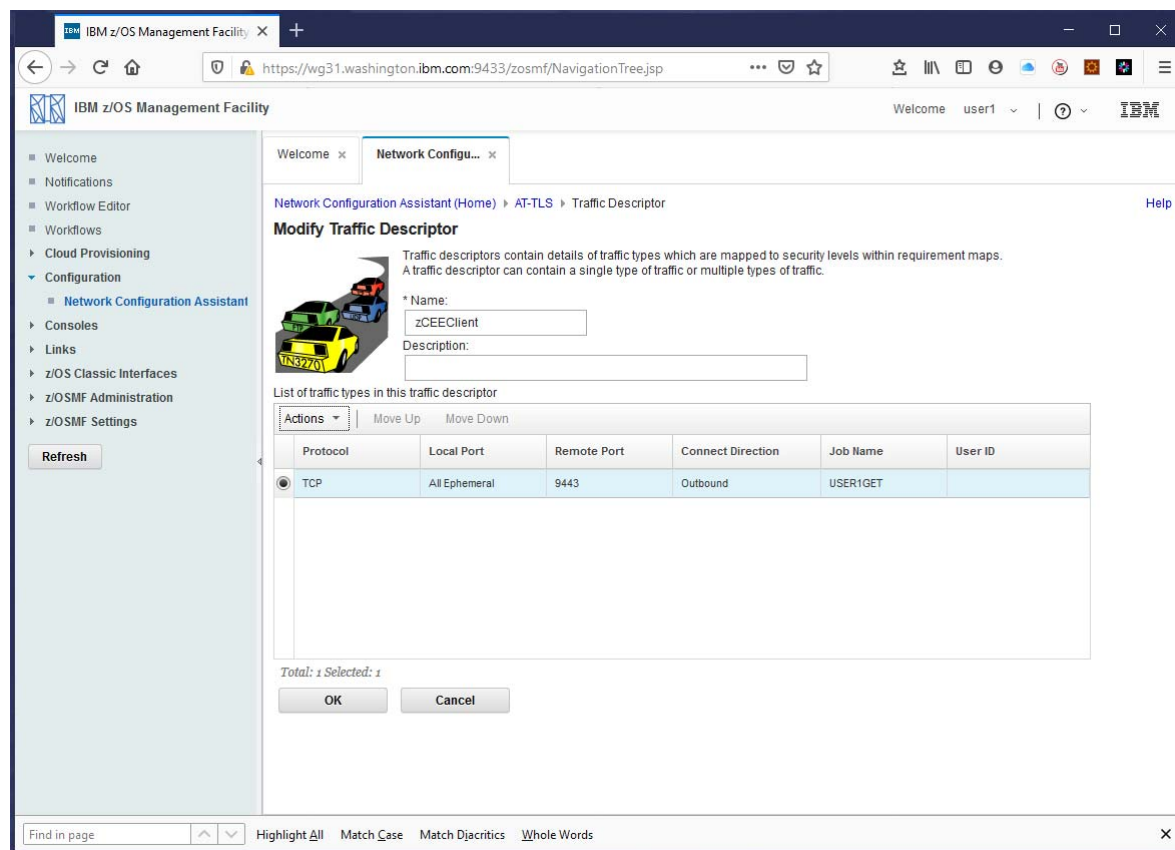 IBM IBM z/OS Management Facility
https://wg31.washington.ibm.com:9433/zosmf/NavigationTree.jsp
IBM z/OS Management Facility
Welcome user1
IBM
Welcome
Notifications
Workflow Editor
Workflows
Cloud Provisioning
Configuration
Network Configuration Assistant
Consoles
Links
z/OS Classic Interfaces
z/OSMF Administration
z/OSMF Settings
Refresh
Welcome
Network Configu...
Network Configuration Assistant (Home) AT-TLS Traffic Descriptor
Help
Modify Traffic Descriptor
Traffic descriptors contain details of traffic types which are mapped to security levels within requirement maps.
A traffic descriptor can contain a single type of traffic or multiple types of traffic.
* Name:
zCEEClient
Description:
FTP
TN3270
List of traffic types in this traffic descriptor
Actions Move Up Move Down
Protocol Local Port Remote Port Connect Direction Job Name User ID
TCP All Ephemeral 9443 Outbound USER1GET
Total: 1 Selected: 1
OK Cancel
Find in page Highlight All Match Case Match Diacritics Whole Words